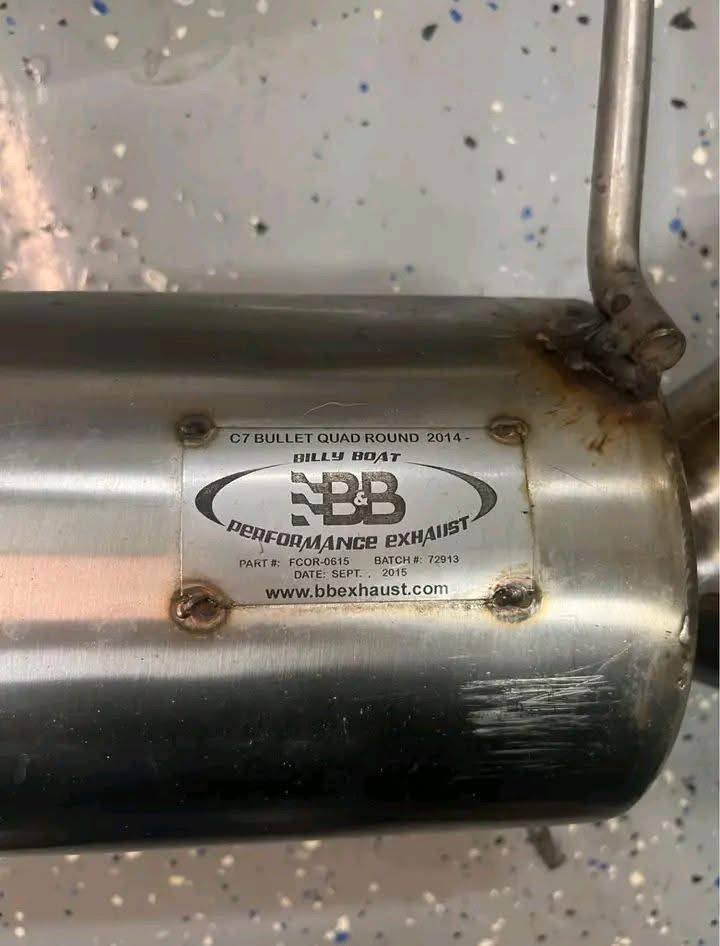 C7 BULLET QUAD ROUND 2014 -
BILLY BOAT
B&B
PERFORMANCE EXHAUST
PART #: FCOR-0615 BATCH #: 72913
DATE: SEPT. , 2015
www.bbexhaust.com